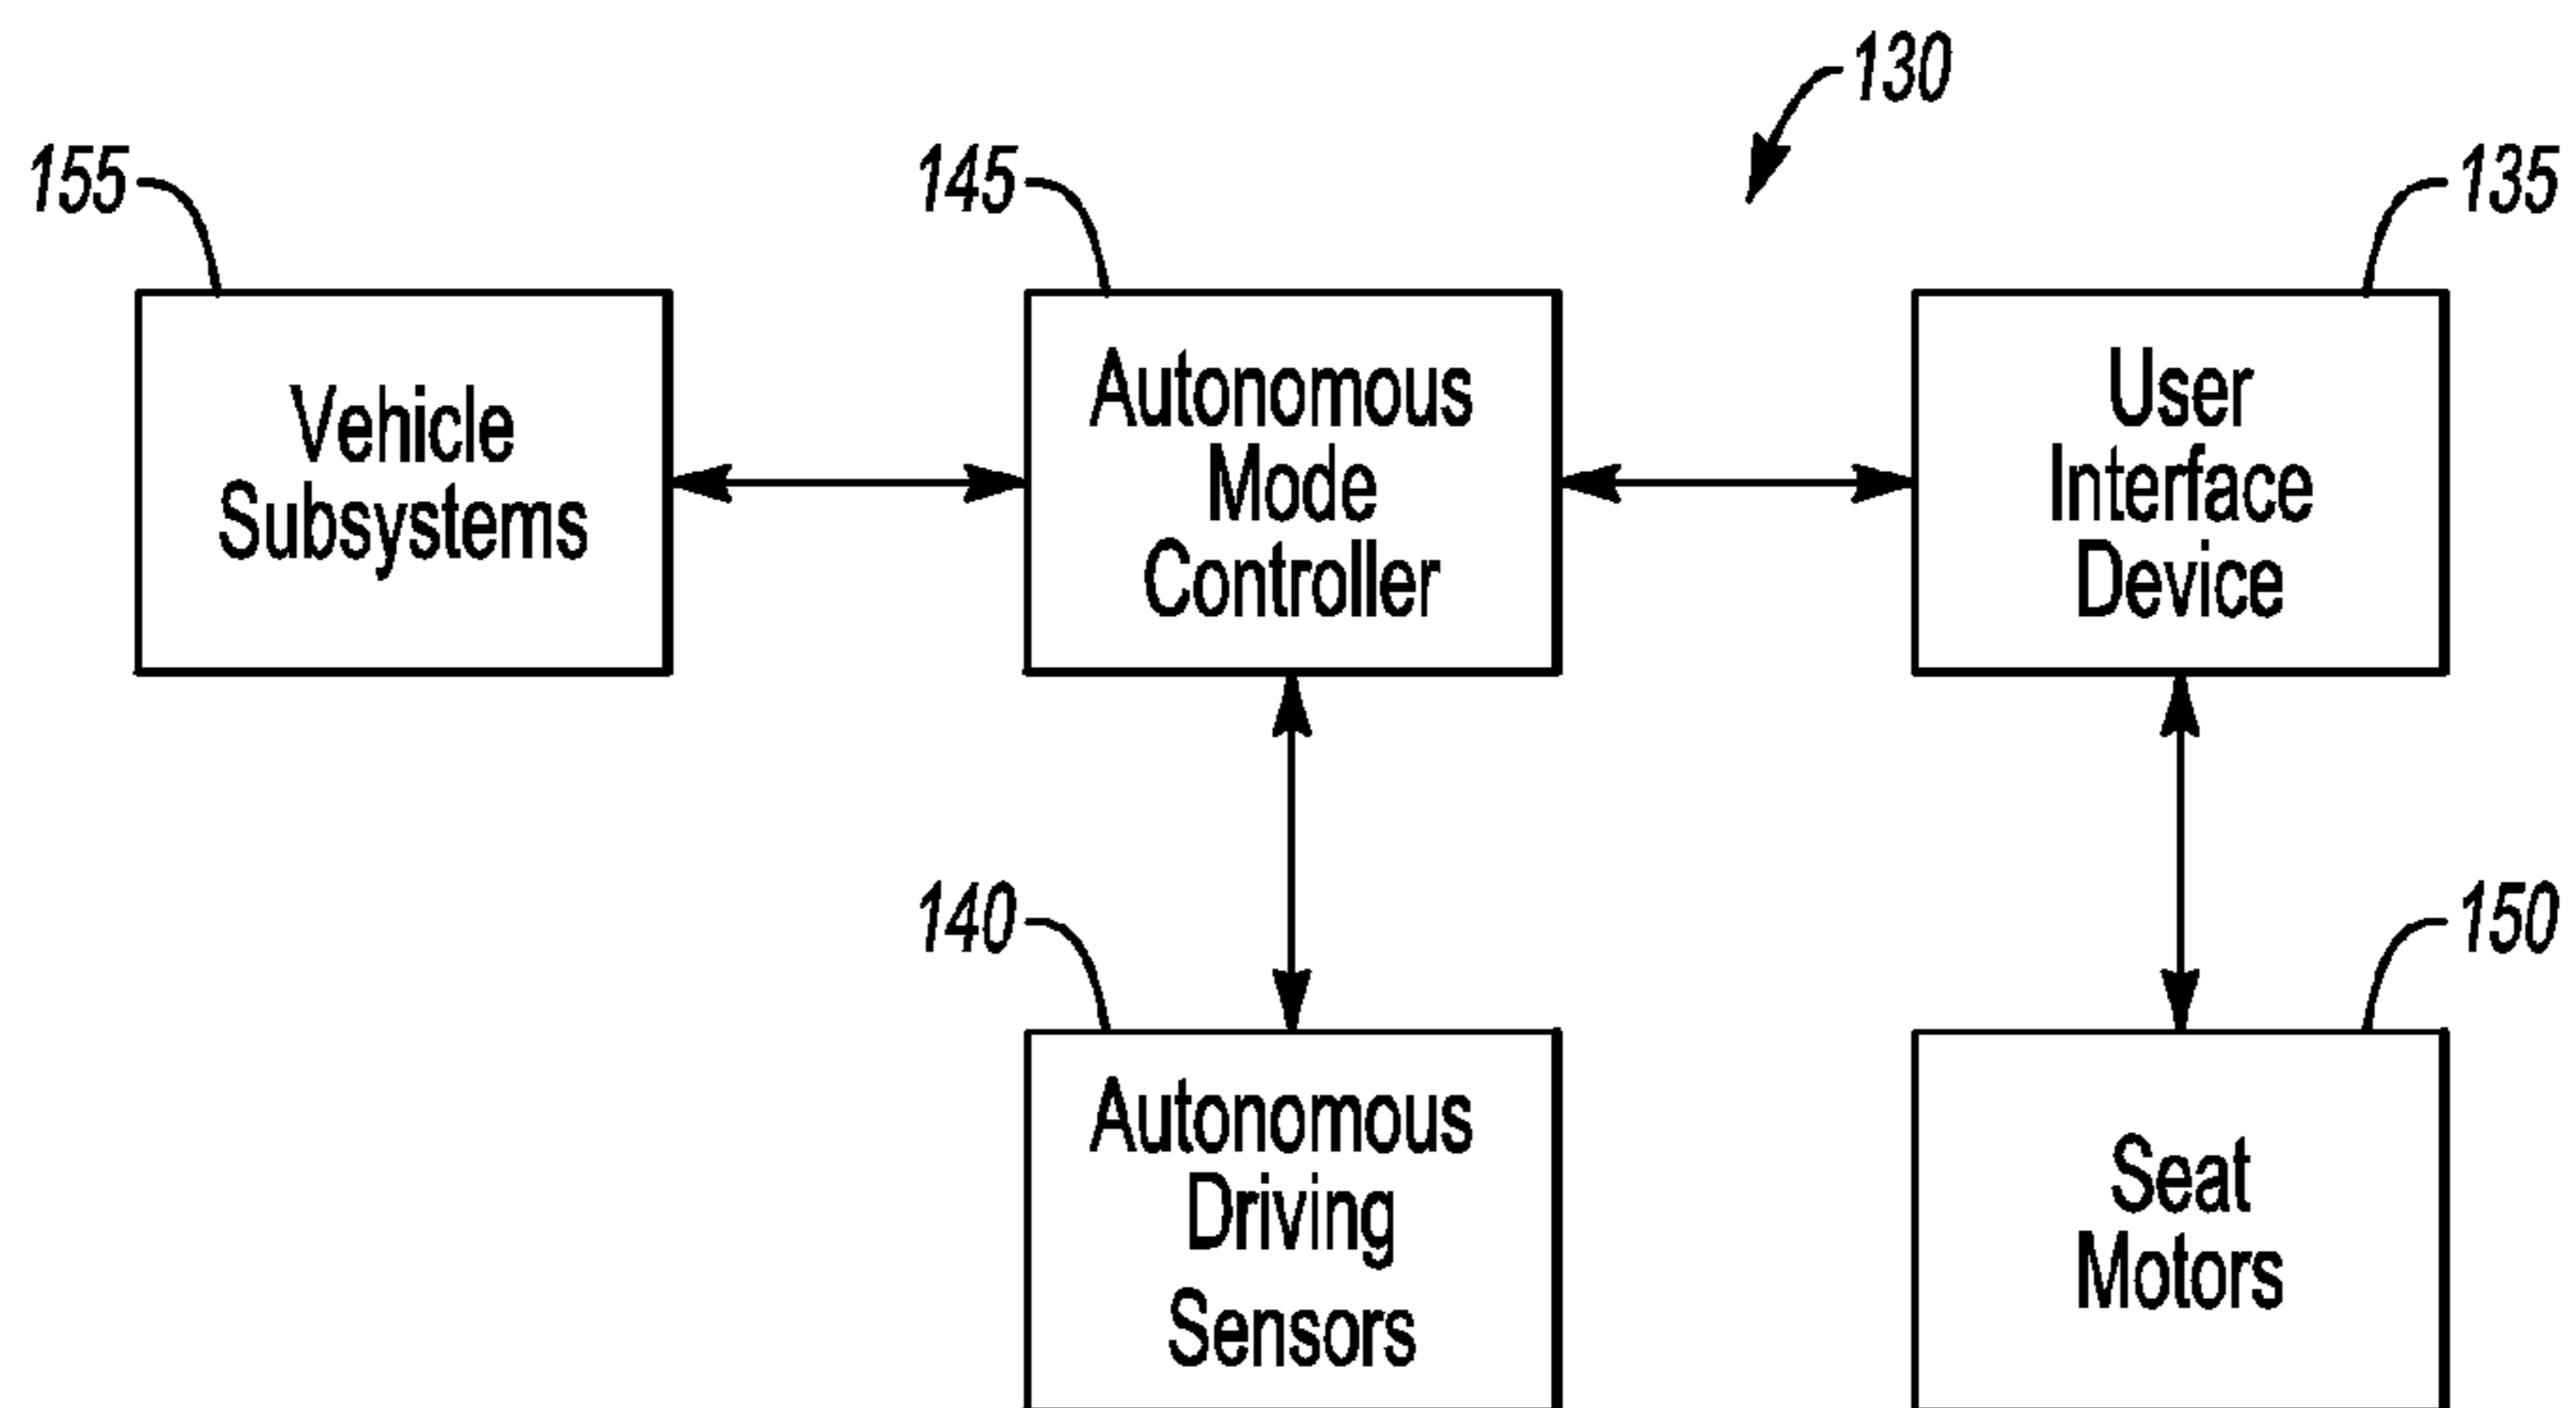 130
155
145
135
Vehicle
Subsystems
Autonomous
Mode
Controller
User
Interface
Device
140
150
Autonomous
Driving
Sensors
Seat
Motors